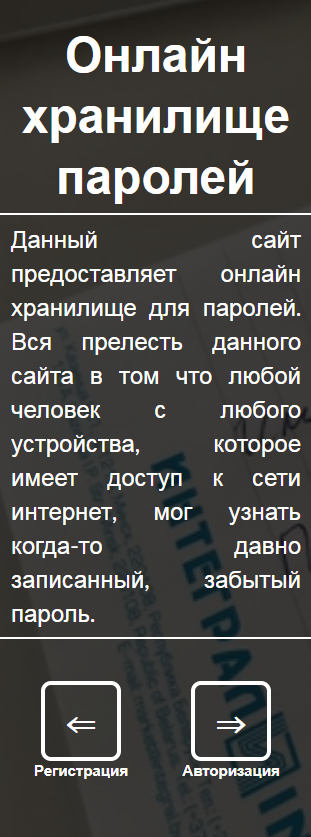 Онлайн
хранилище
паролей
Данный сайт
предоставляет онлайн
хранилище для паролей.
Вся прелесть данного
сайта в том что любой
человек с любого
устройства, которое
имеет доступ к сети
интернет, мог узнать
когда-то давно
записанный, забытый
пароль.
ИНТЕГРАЛ
⇐ ⇒
Регистрация Авторизация